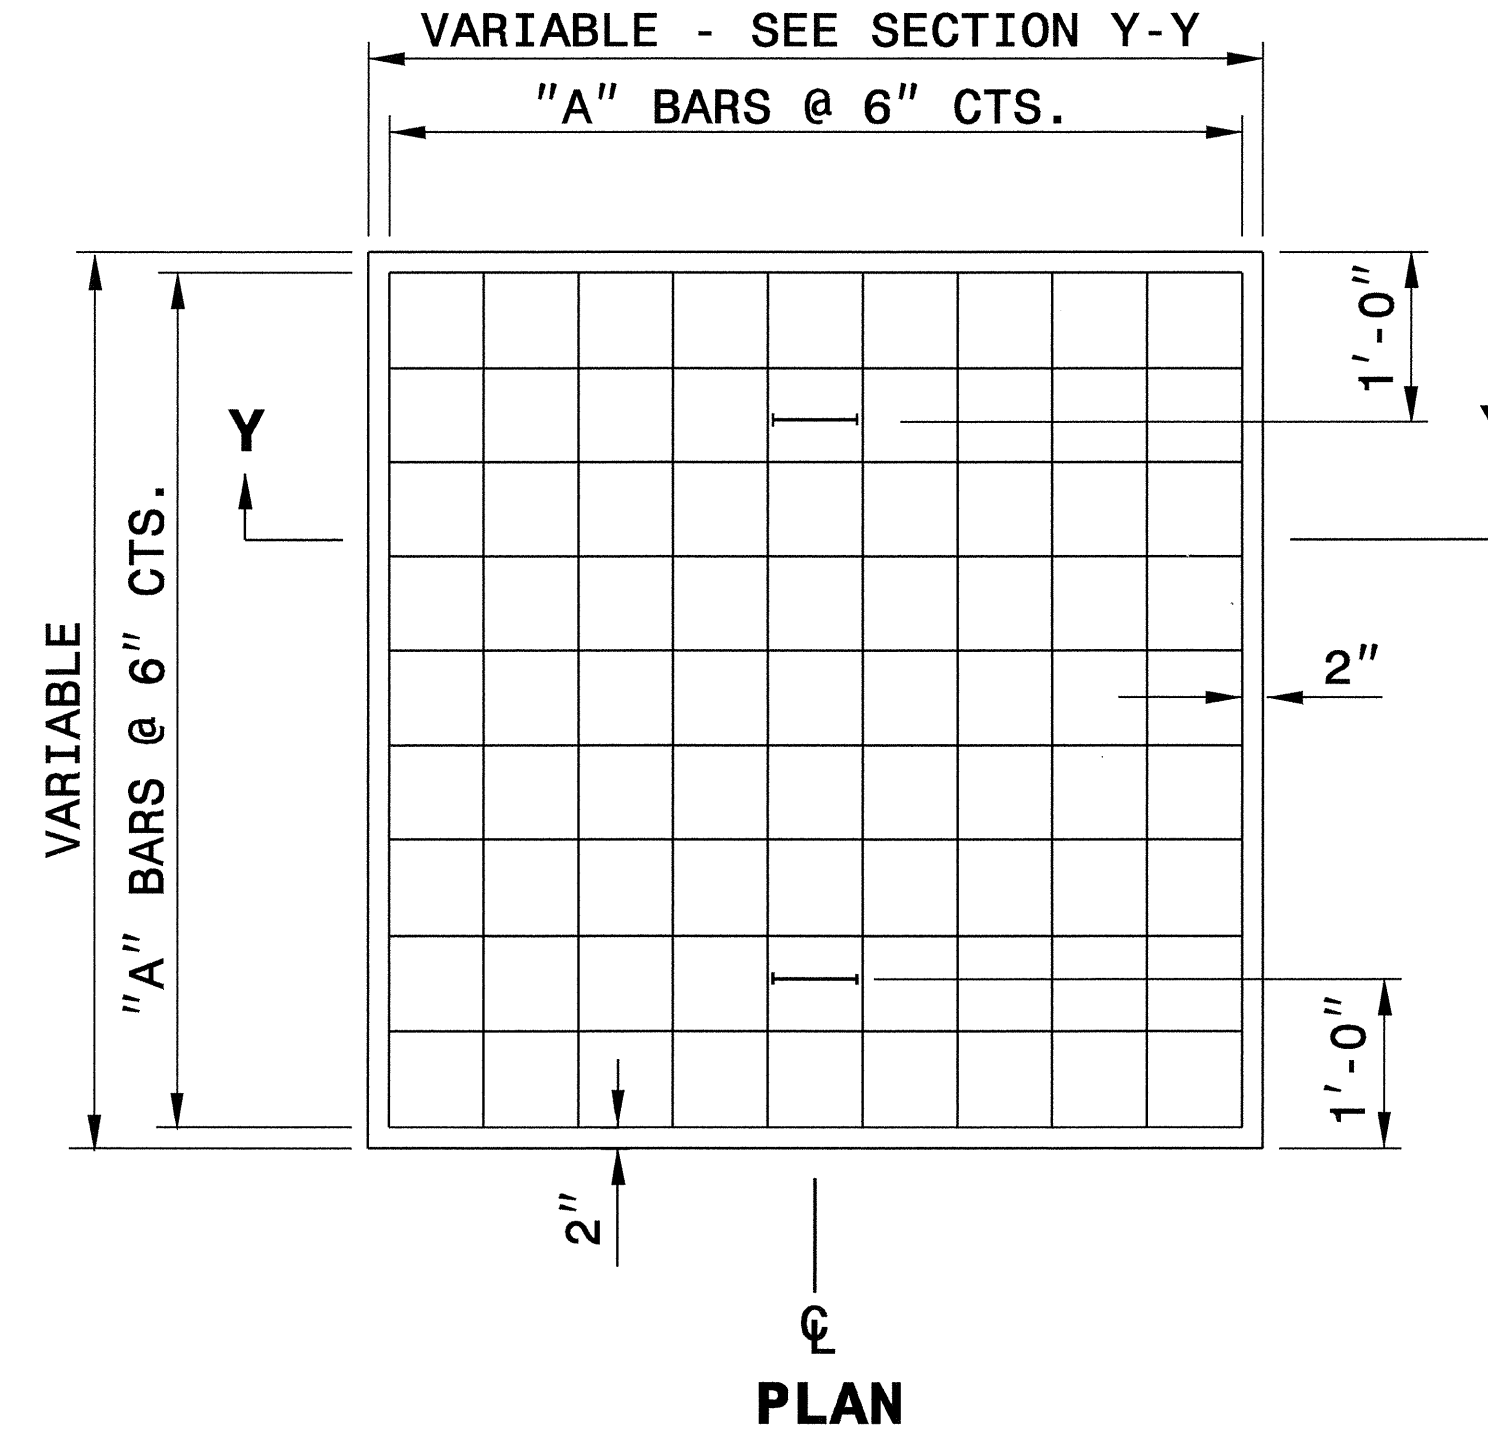 VARIABLE - SEE SECTION Y-Y
"A" BARS @ 6" CTS.
1'-0"
Y
VARIABLE
"A" BARS @ 6" CTS.
2"
1'-0"
2"
℄
PLAN